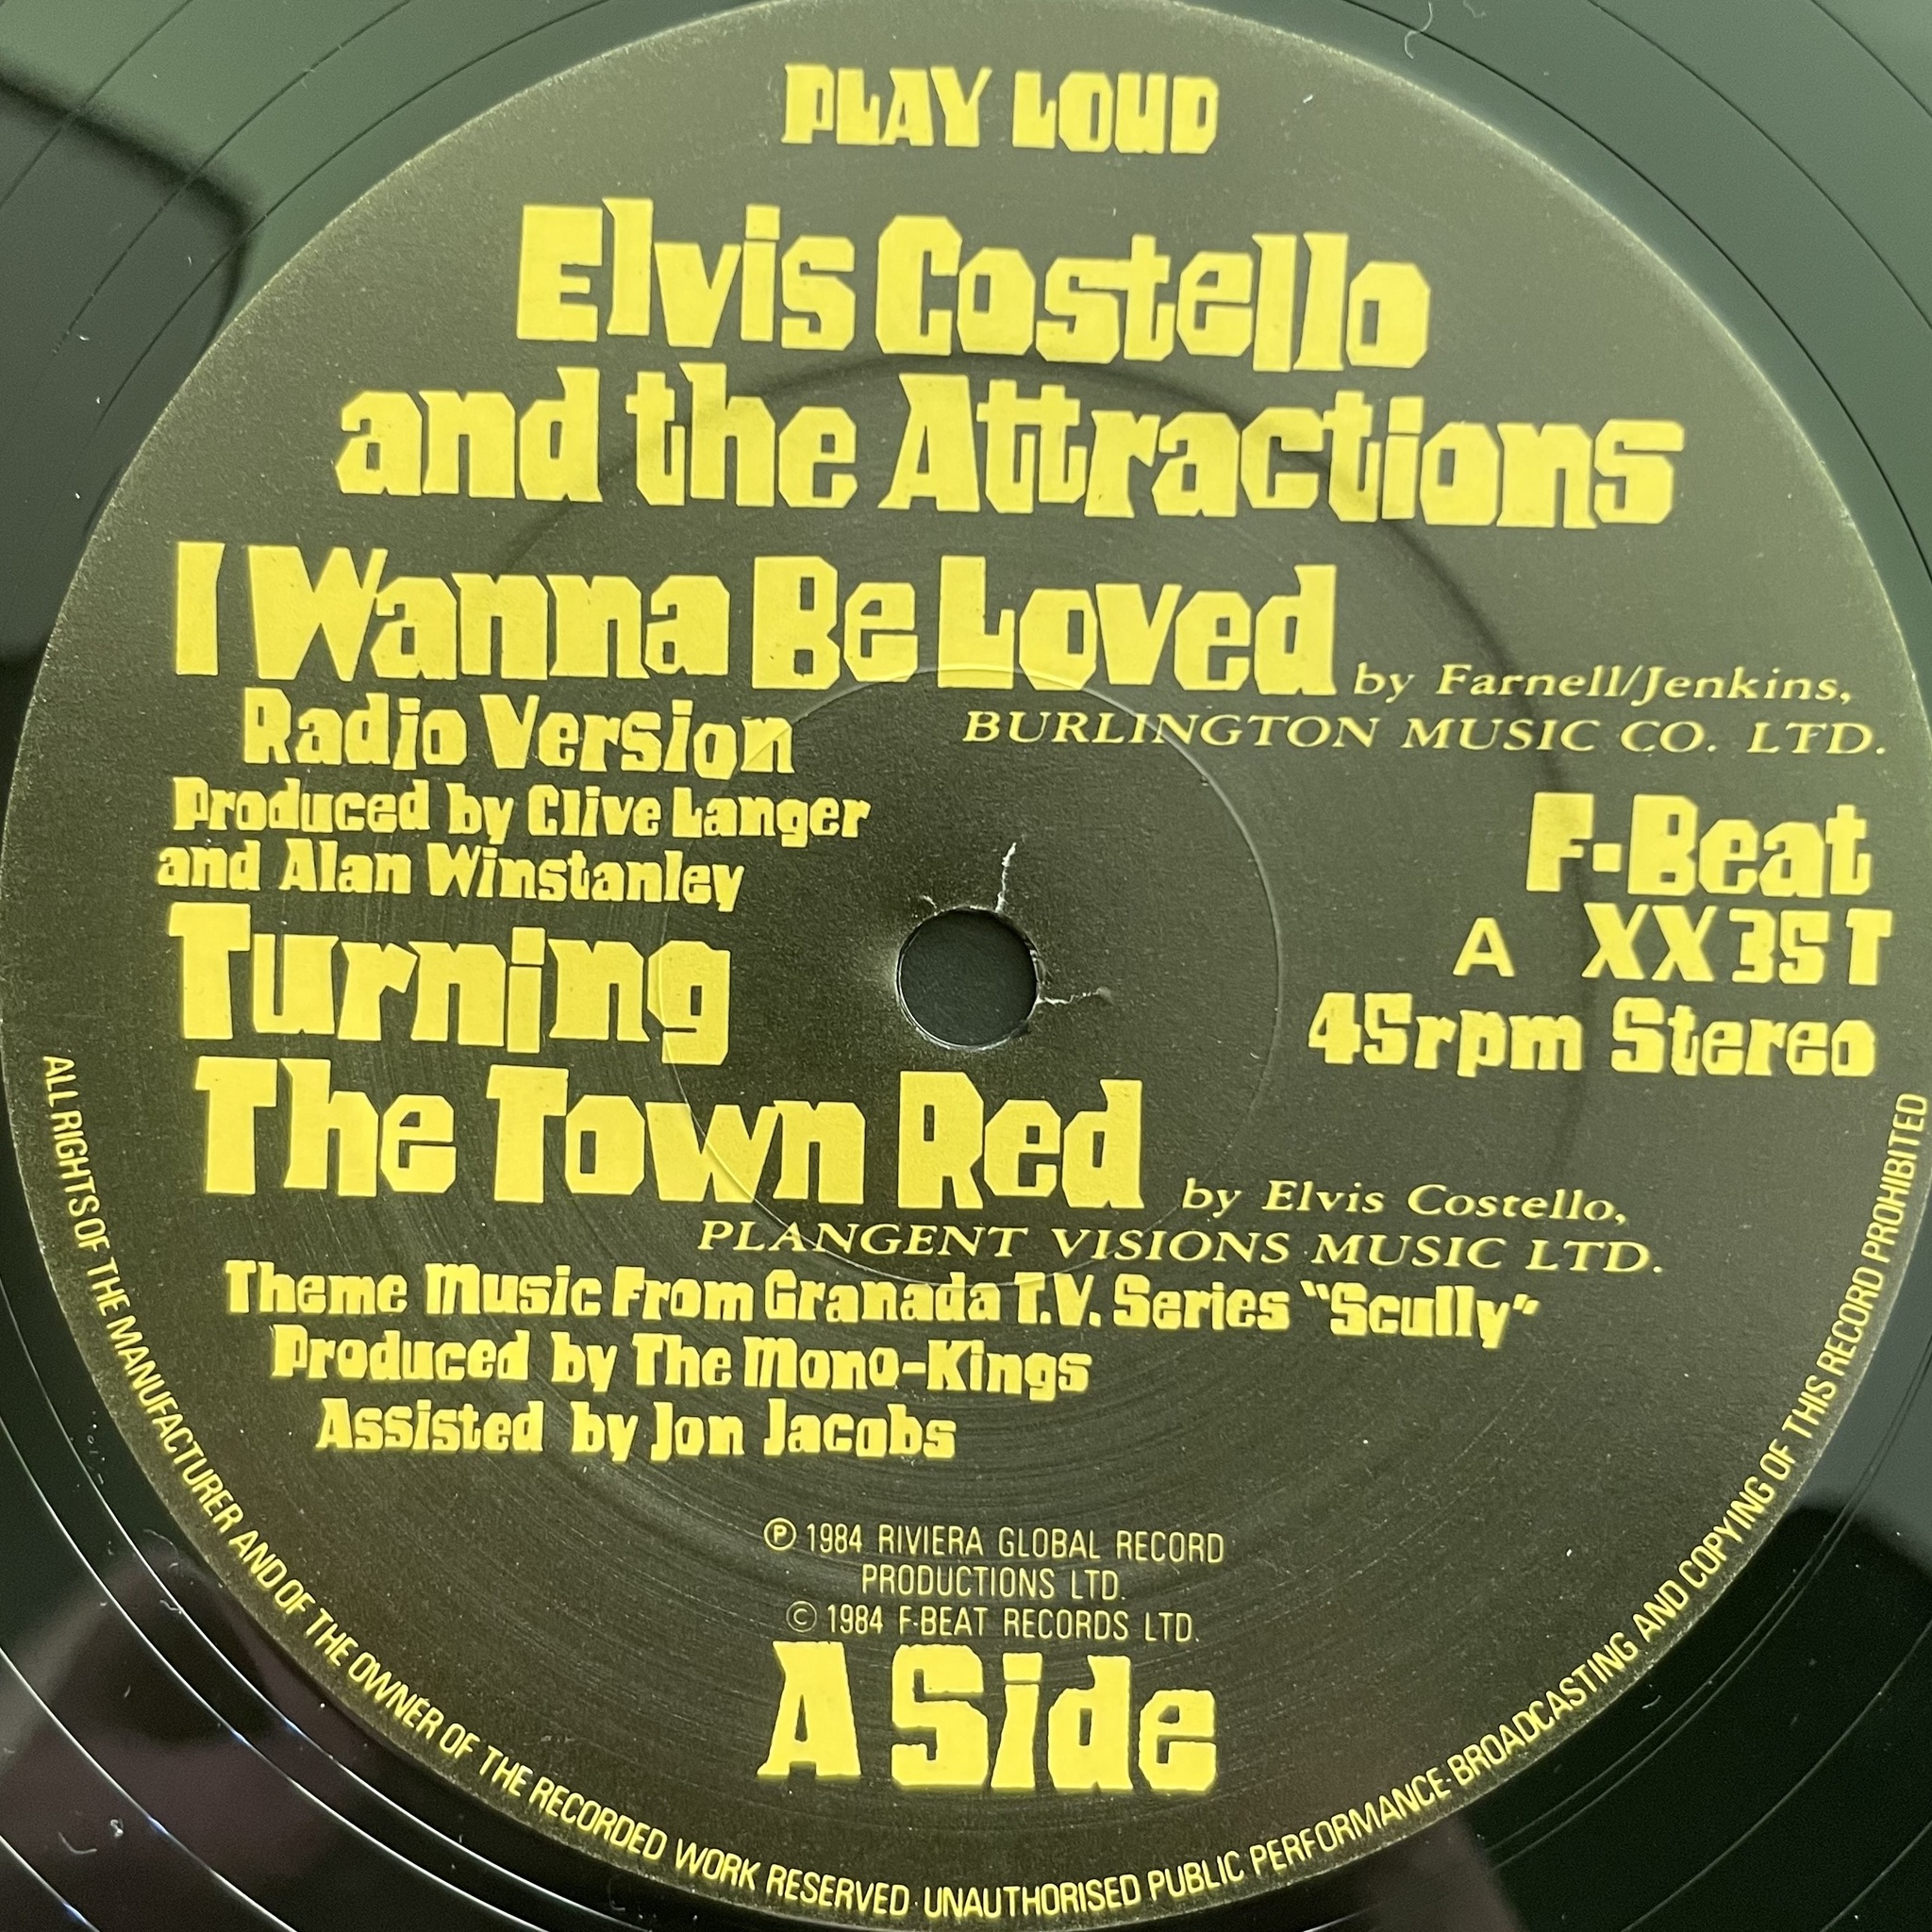 PLAY LOUD
Elvis Costello
and the Attractions
I Wanna Be Loved by Farnell/Jenkins,
BURLINGTON MUSIC CO. LTD.
Radio Version
Produced by Clive Langer
and Alan Winstanley
F-Beat
A XX35T
45rpm Stereo
Turning
The Town Red by Elvis Costello,
PLANGENT VISIONS MUSIC LTD.
Theme Music From Granada T.V. Series "Scully"
Produced by The Mono-Kings
Assisted by Jon Jacobs
Ⓟ 1984 RIVIERA GLOBAL RECORD
PRODUCTIONS LTD.
© 1984 F-BEAT RECORDS LTD.
A Side
ALL RIGHTS OF THE MANUFACTURER AND OF THE OWNER OF THE RECORDED WORK RESERVED · UNAUTHORISED PUBLIC PERFORMANCE · BROADCASTING AND COPYING OF THIS RECORD PROHIBITED